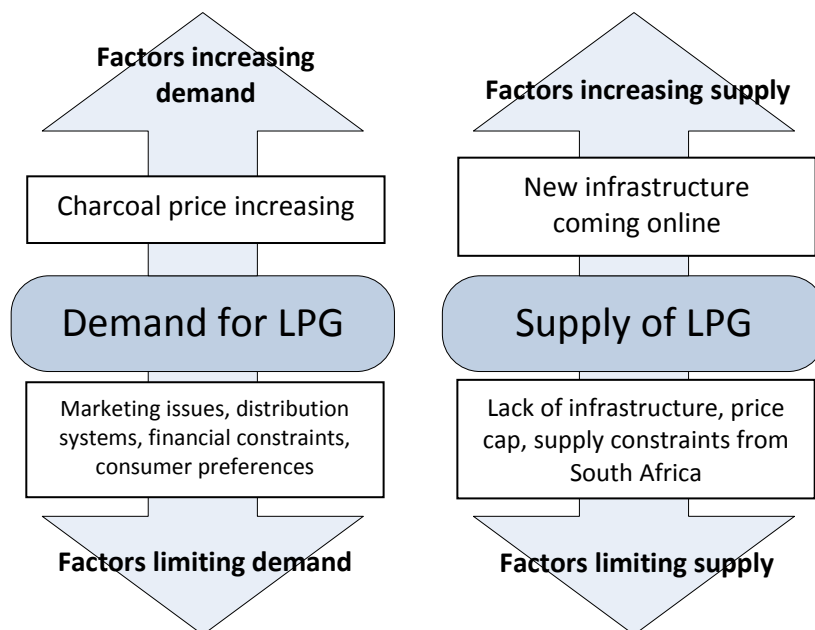 Factors increasing
demand
Charcoal price increasing
Demand for LPG
Marketing issues, distribution
systems, financial constraints,
consumer preferences
Factors limiting demand
Factors increasing supply
New infrastructure
coming online
Supply of LPG
Lack of infrastructure, price
cap, supply constraints from
South Africa
Factors limiting supply